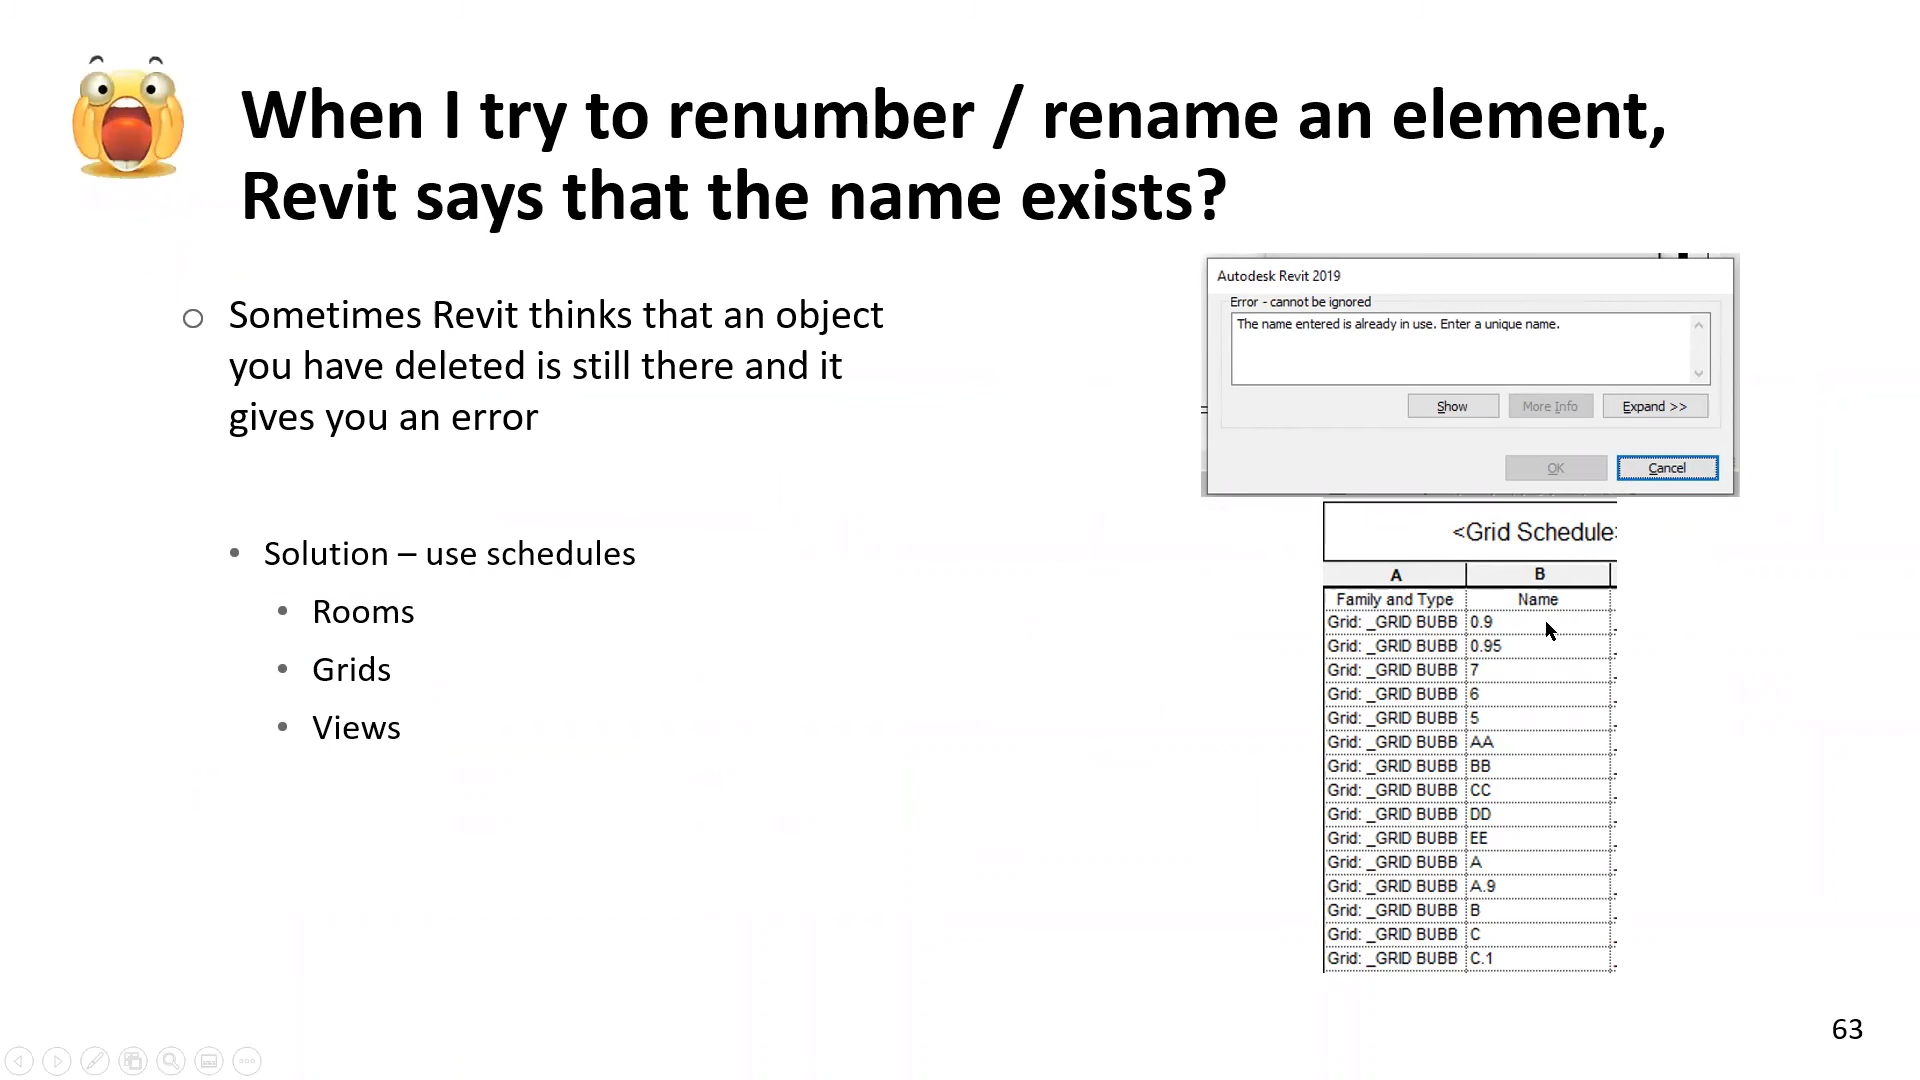 When I try to renumber / rename an element,
Revit says that the name exists?
Sometimes Revit thinks that an object
you have deleted is still there and it
gives you an error
Solution – use schedules
Rooms
Grids
Views
Autodesk Revit 2019
Error - cannot be ignored
The name entered is already in use. Enter a unique name.
Show More Info Expand >>
OK Cancel
<Grid Schedule>
A B
Family and Type Name
Grid: _GRID BUBB 0.9
Grid: _GRID BUBB 0.95
Grid: _GRID BUBB 7
Grid: _GRID BUBB 6
Grid: _GRID BUBB 5
Grid: _GRID BUBB AA
Grid: _GRID BUBB BB
Grid: _GRID BUBB CC
Grid: _GRID BUBB DD
Grid: _GRID BUBB EE
Grid: _GRID BUBB A
Grid: _GRID BUBB A.9
Grid: _GRID BUBB B
Grid: _GRID BUBB C
Grid: _GRID BUBB C.1
63